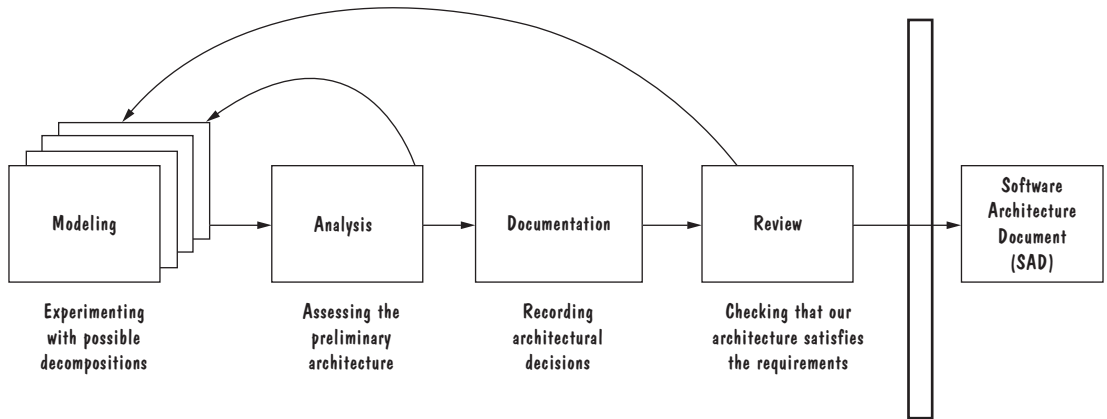 Modeling
Analysis
Documentation
Review
Software
Architecture
Document
(SAD)
Experimenting
with possible
decompositions
Assessing the
preliminary
architecture
Recording
architectural
decisions
Checking that our
architecture satisfies
the requirements